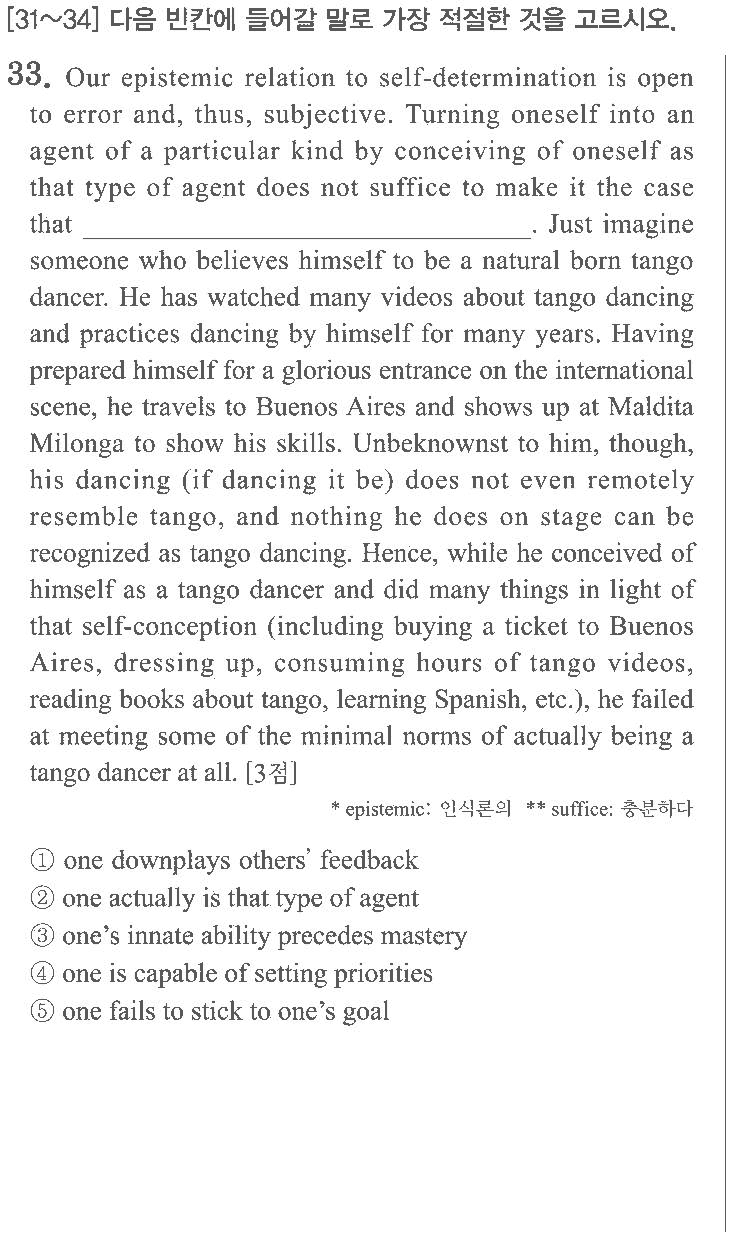 [31~34] 다음 빈칸에 들어갈 말로 가장 적절한 것을 고르시오.
33. Our epistemic relation to self-determination is open
to error and, thus, subjective. Turning oneself into an
agent of a particular kind by conceiving of oneself as
that type of agent does not suffice to make it the case
that ______________________________. Just imagine
someone who believes himself to be a natural born tango
dancer. He has watched many videos about tango dancing
and practices dancing by himself for many years. Having
prepared himself for a glorious entrance on the international
scene, he travels to Buenos Aires and shows up at Maldita
Milonga to show his skills. Unbeknownst to him, though,
his dancing (if dancing it be) does not even remotely
resemble tango, and nothing he does on stage can be
recognized as tango dancing. Hence, while he conceived of
himself as a tango dancer and did many things in light of
that self-conception (including buying a ticket to Buenos
Aires, dressing up, consuming hours of tango videos,
reading books about tango, learning Spanish, etc.), he failed
at meeting some of the minimal norms of actually being a
tango dancer at all. [3점]
* epistemic: 인식론의 ** suffice: 충분하다
① one downplays others’ feedback
② one actually is that type of agent
③ one’s innate ability precedes mastery
④ one is capable of setting priorities
⑤ one fails to stick to one’s goal